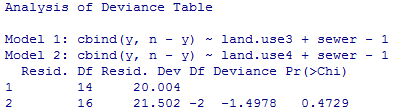 Analysis of Deviance Table
Model 1: cbind(y, n - y) ~ land.use3 + sewer - 1
Model 2: cbind(y, n - y) ~ land.use4 + sewer - 1
Resid. Df Resid. Dev Df Deviance Pr(>Chi)
1 14 20.004
2 16 21.502 -2 -1.4978 0.4729